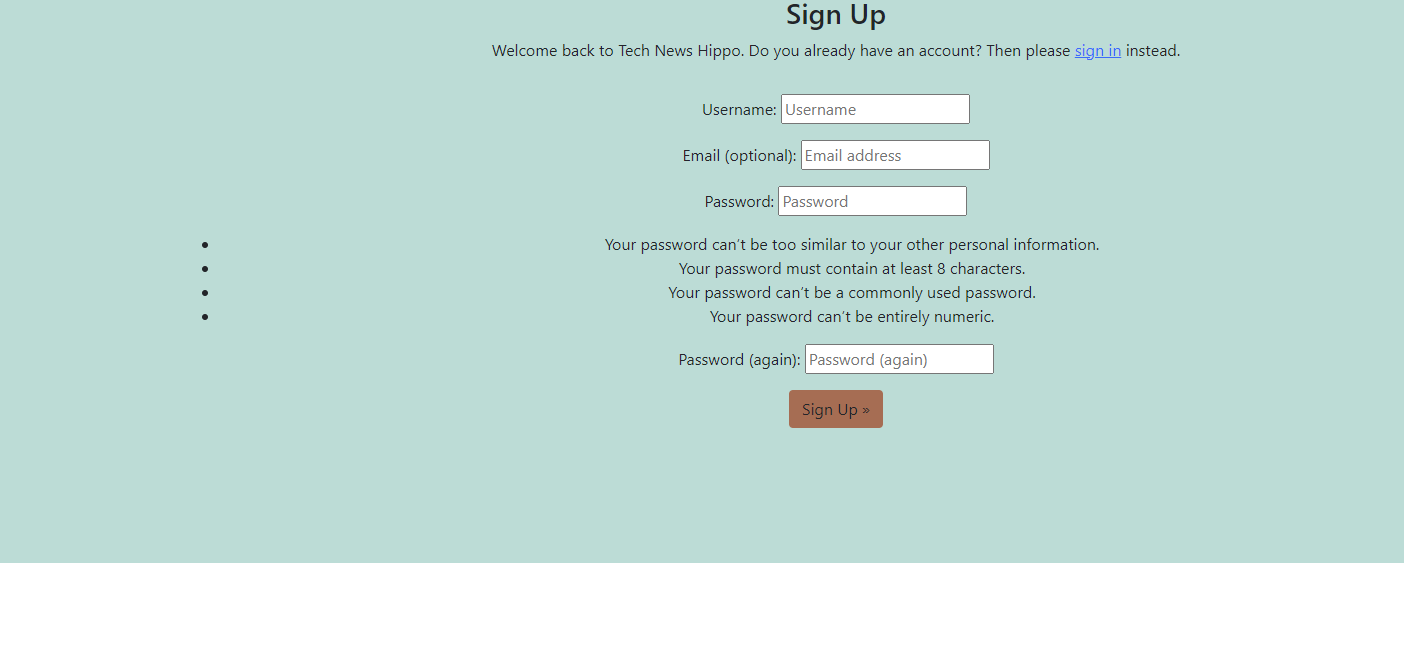 Sign Up
Welcome back to Tech News Hippo. Do you already have an account? Then please sign in instead.
Username: Username
Email (optional): Email address
Password: Password
• Your password can’t be too similar to your other personal information.
• Your password must contain at least 8 characters.
• Your password can’t be a commonly used password.
• Your password can’t be entirely numeric.
Password (again): Password (again)
Sign Up »